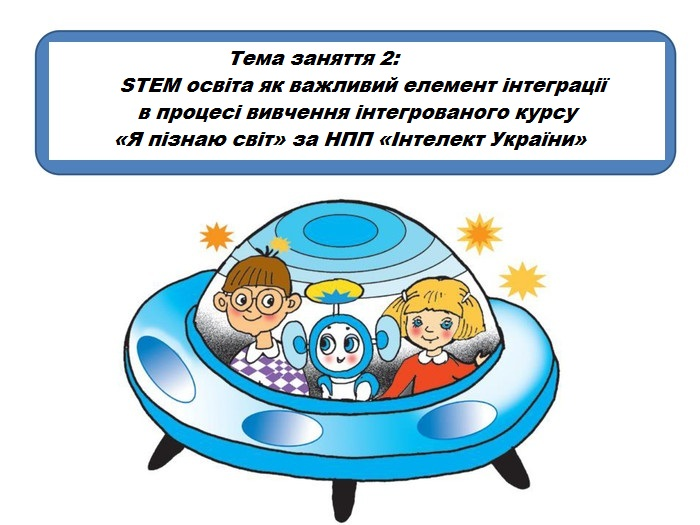 Тема заняття 2:
STEM освіта як важливий елемент інтеграції
в процесі вивчення інтегрованого курсу
«Я пізнаю світ» за НПП «Інтелект України»